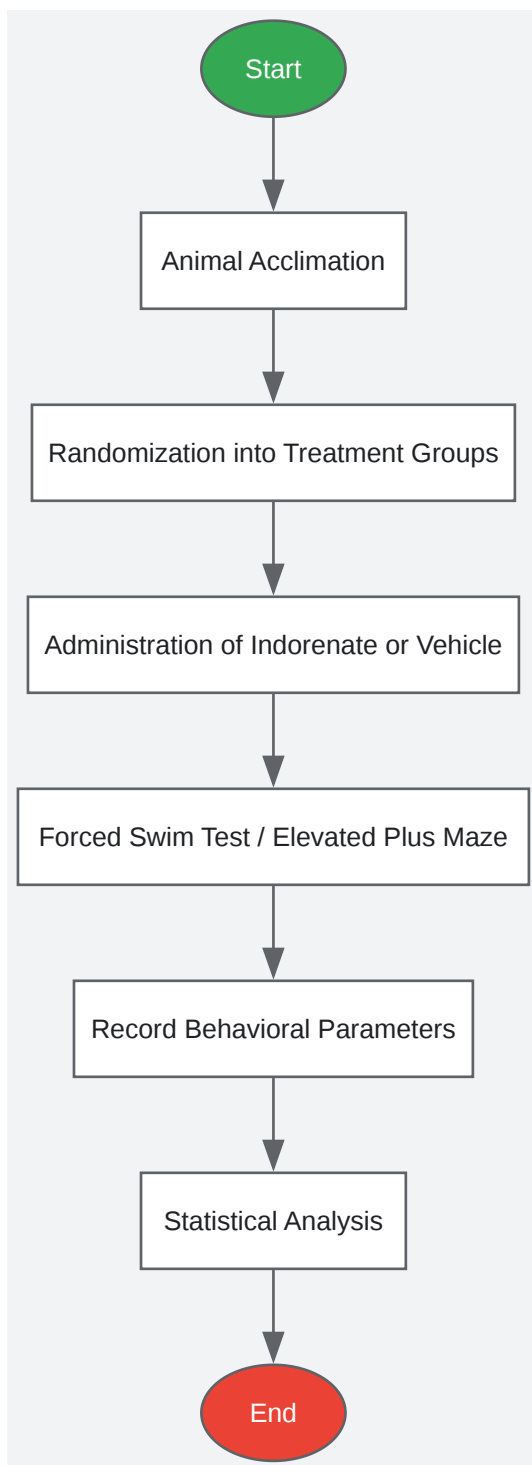 Start
Animal Acclimation
Randomization into Treatment Groups
Administration of Indorenate or Vehicle
Forced Swim Test / Elevated Plus Maze
Record Behavioral Parameters
Statistical Analysis
End